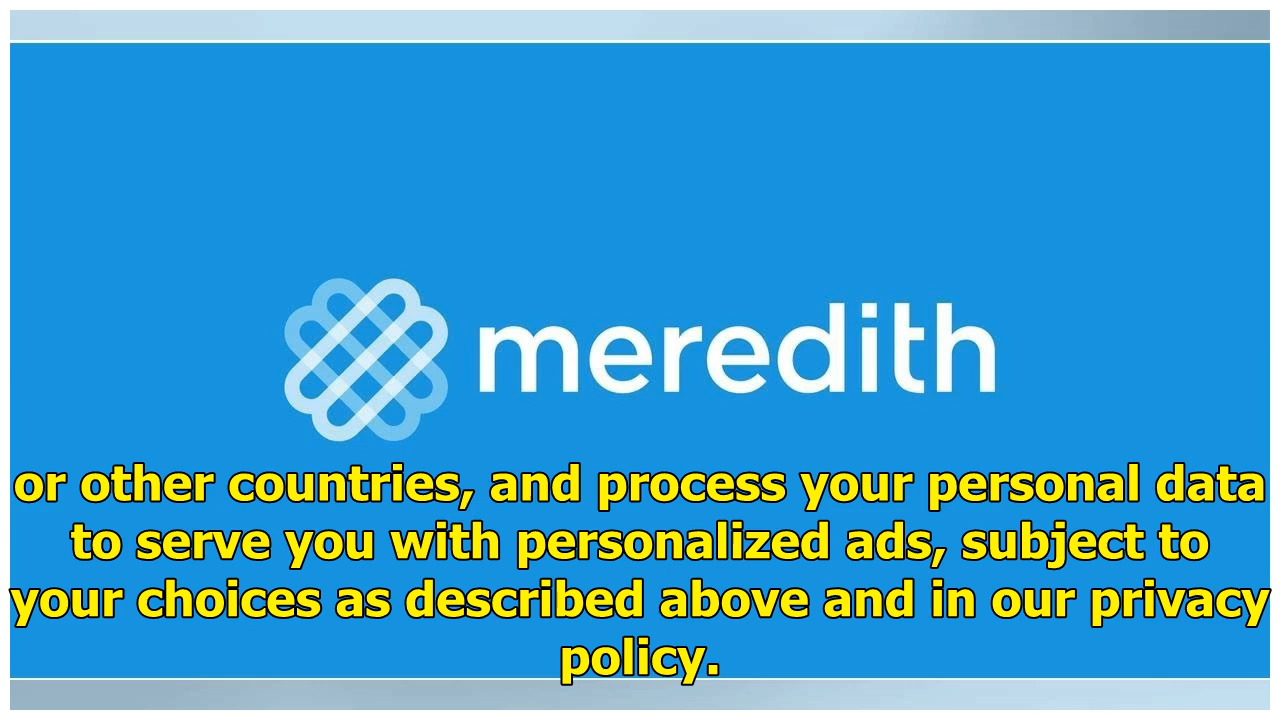 meredith
or other countries, and process your personal data
to serve you with personalized ads, subject to
your choices as described above and in our privacy
policy.